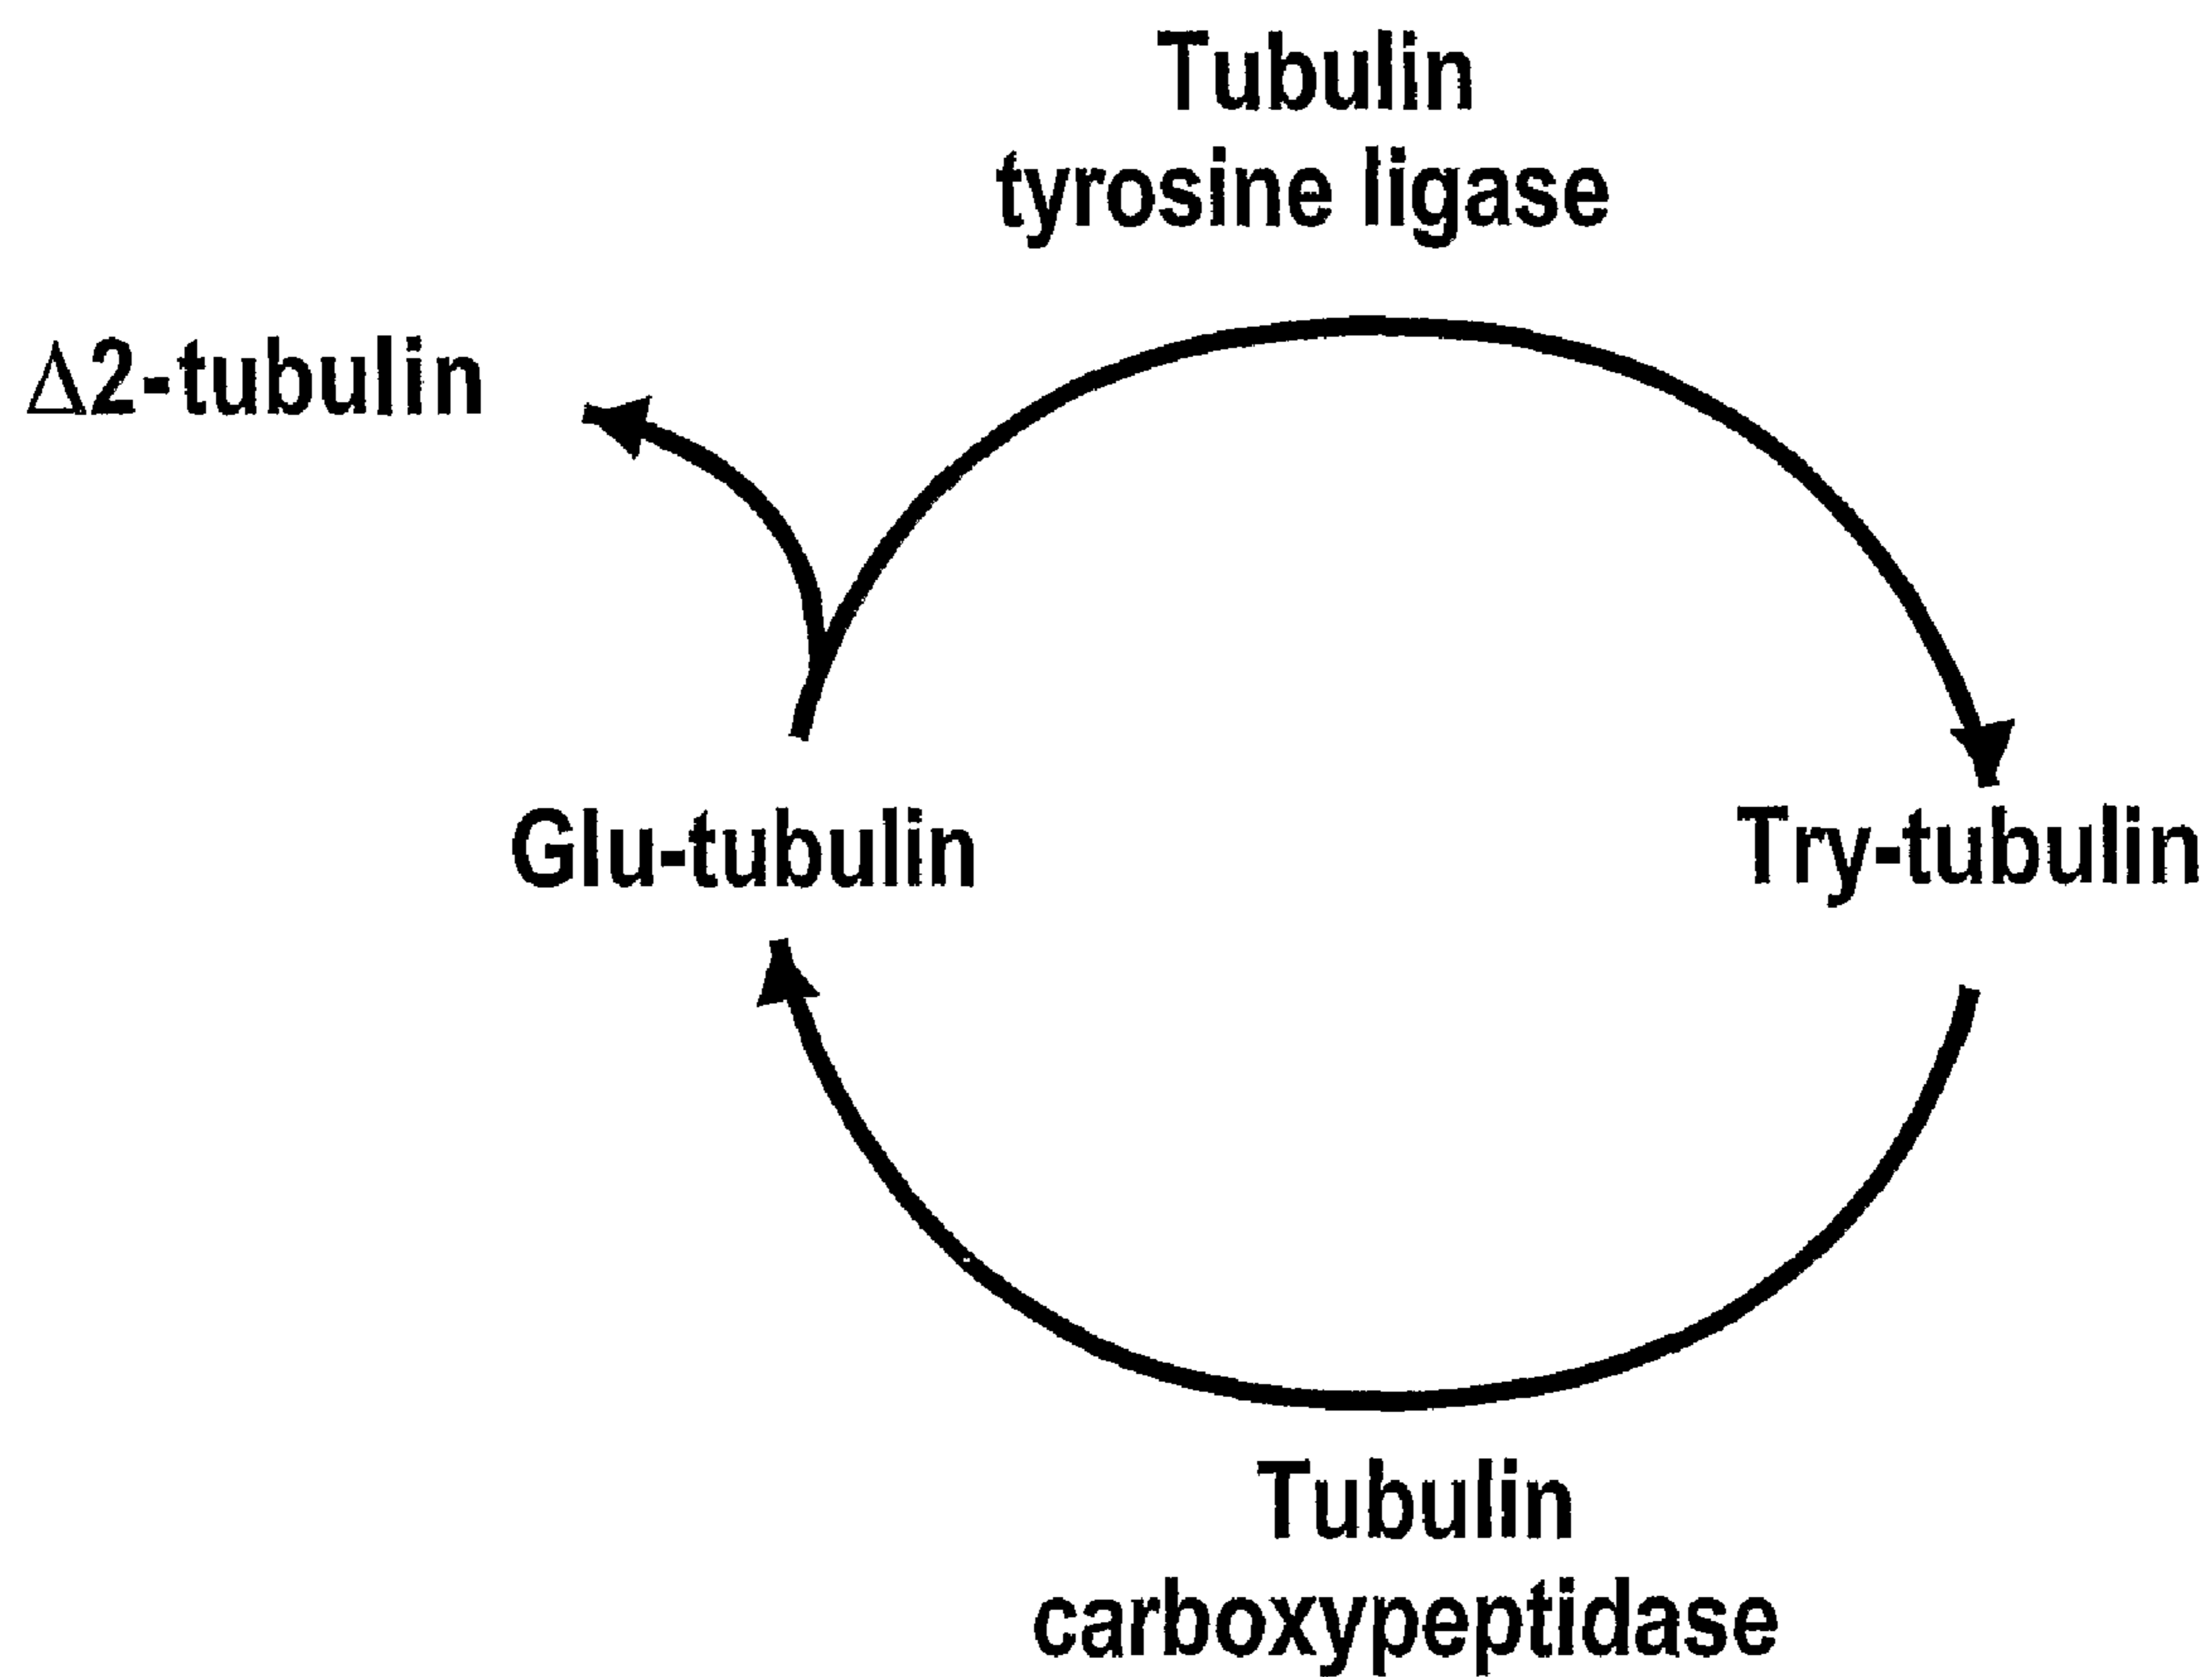 Tubulin
tyrosine ligase
Δ2-tubulin
Glu-tubulin
Try-tubulin
Tubulin
carboxypeptidase